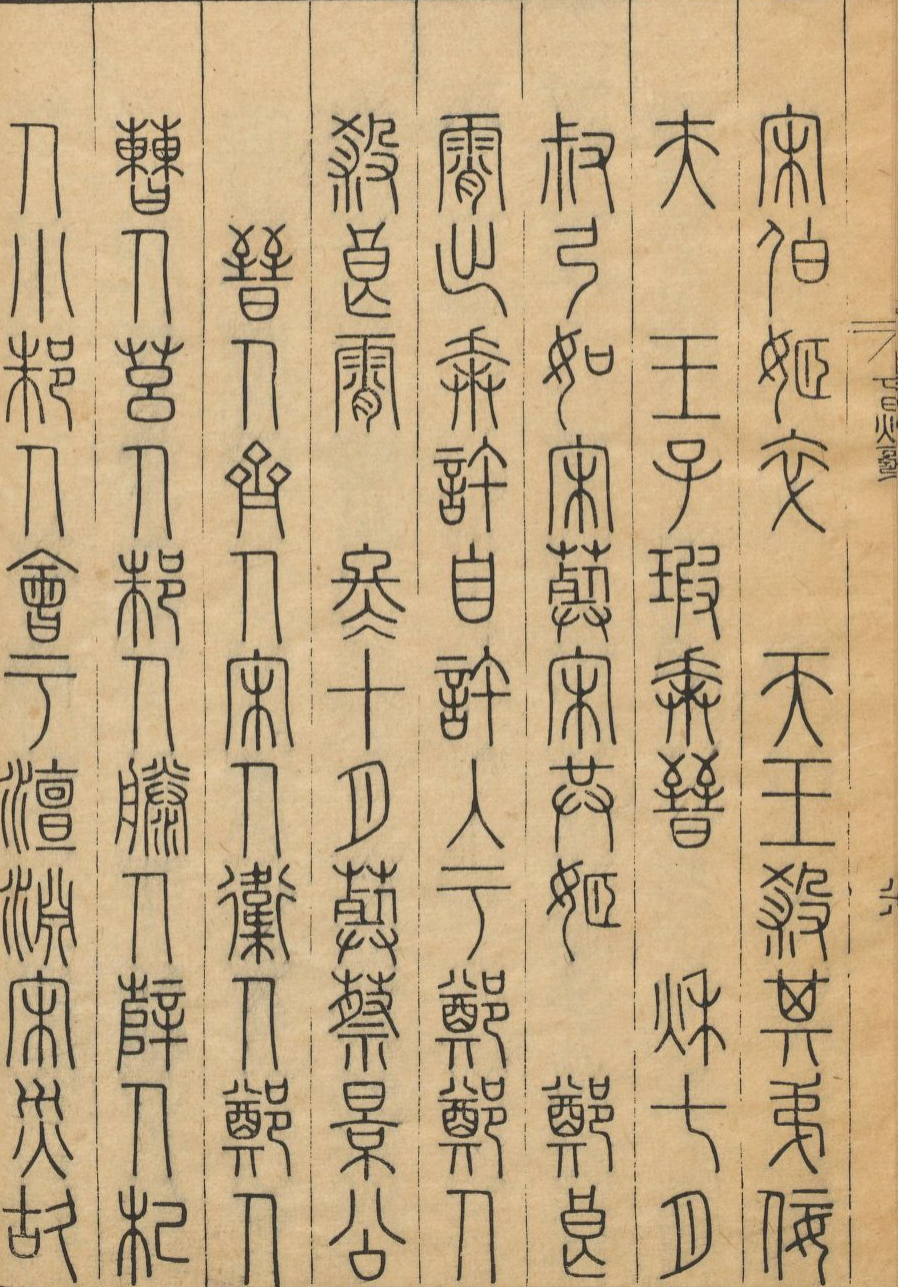 宋伯姬卒　天王殺其弟佞
夫　王子瑕奔晉　秋七月
叔弓如宋葬宋共姬　鄭良
霄出奔許自許入于鄭鄭人
殺良霄　冬十月葬蔡景公
晉人齊人宋人衛人鄭人
曹人莒人邾人滕人薛人杞
人小邾人會于澶淵宋災故